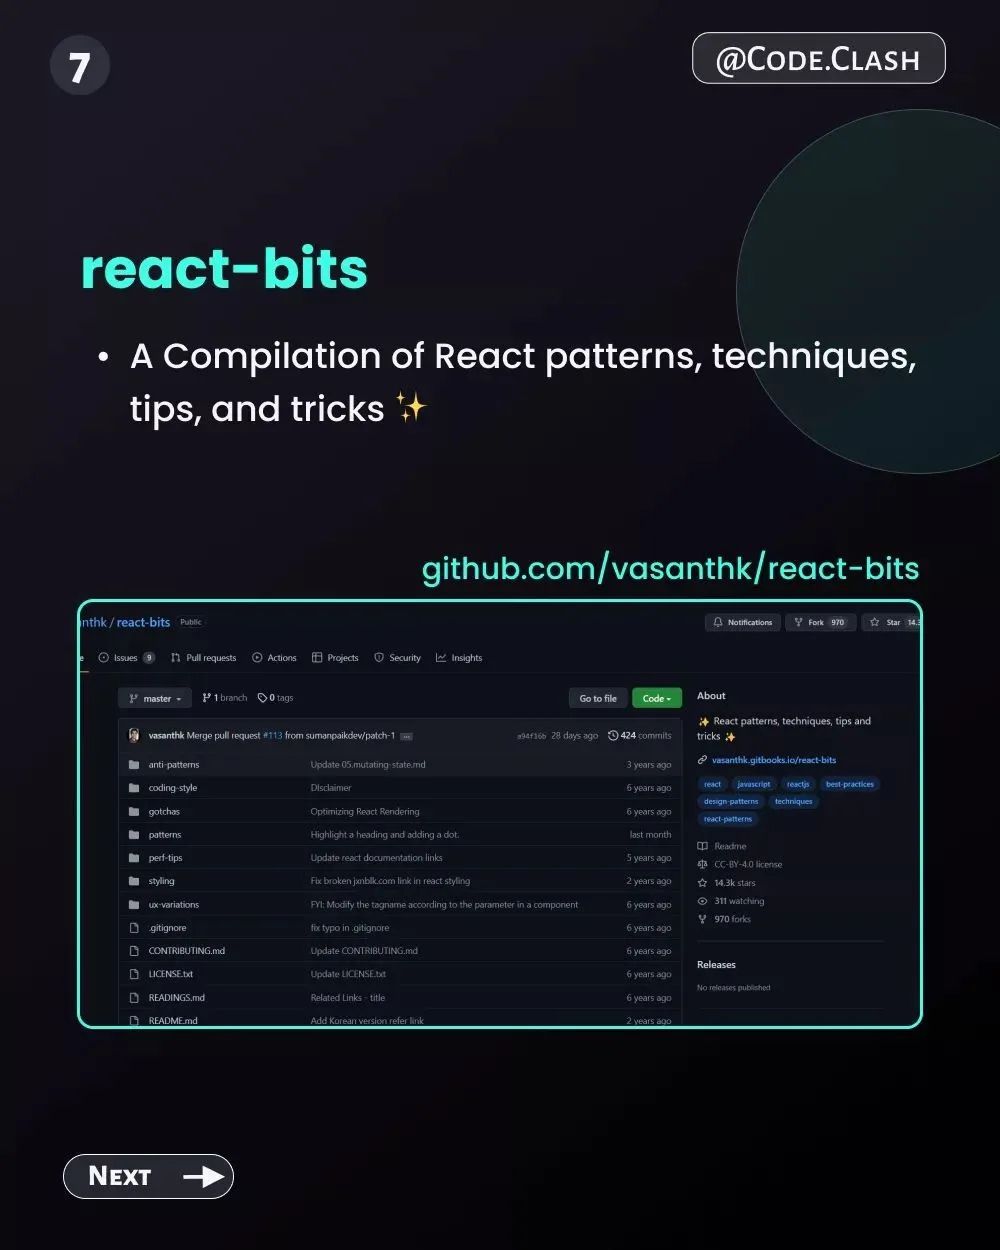 7
@Code.Clash
react-bits
• A Compilation of React patterns, techniques,
tips, and tricks ✨
github.com/vasanthk/react-bits
nthk / react-bits Public
Notifications Fork 970 Star 14.3
Issues 9 Pull requests Actions Projects Security Insights
master 1 branch 0 tags Go to file Code
vasanthk Merge pull request #113 from sumanpaikdev/patch-1 ... a94f16b 28 days ago 424 commits
anti-patterns Update 05.mutating-state.md 3 years ago
coding-style DIsclaimer 6 years ago
gotchas Optimizing React Rendering 6 years ago
patterns Highlight a heading and adding a dot. last month
perf-tips Update react documentation links 5 years ago
styling Fix broken jxnblk.com link in react styling 2 years ago
ux-variations FYI: Modify the tagname according to the parameter in a component 6 years ago
.gitignore fix typo in .gitignore 6 years ago
CONTRIBUTING.md Update CONTRIBUTING.md 6 years ago
LICENSE.txt Update LICENSE.txt 6 years ago
READINGS.md Related Links - title 6 years ago
README.md Add Korean version refer link 2 years ago
About
✨ React patterns, techniques, tips and
tricks ✨
vasanthk.gitbooks.io/react-bits
react javascript reactjs best-practices
design-patterns techniques
react-patterns
Readme
CC-BY-4.0 license
14.3k stars
311 watching
970 forks
Releases
No releases published
Next